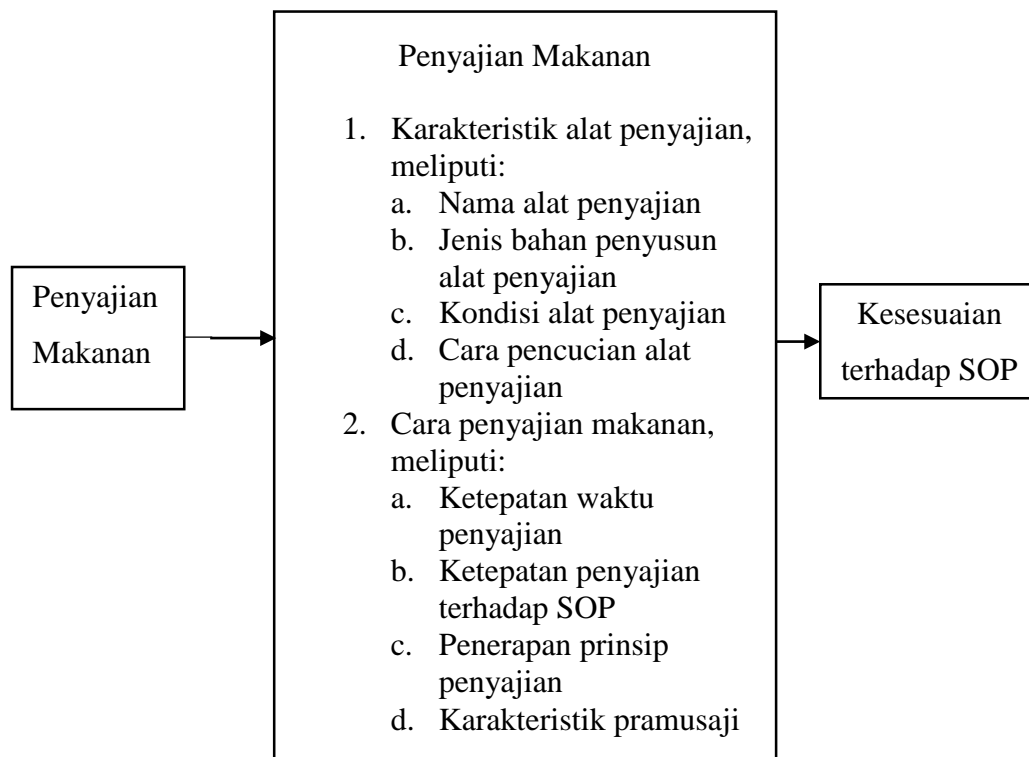 Penyajian
Makanan
Penyajian Makanan
1. Karakteristik alat penyajian,
meliputi:
a. Nama alat penyajian
b. Jenis bahan penyusun
alat penyajian
c. Kondisi alat penyajian
d. Cara pencucian alat
penyajian
2. Cara penyajian makanan,
meliputi:
a. Ketepatan waktu
penyajian
b. Ketepatan penyajian
terhadap SOP
c. Penerapan prinsip
penyajian
d. Karakteristik pramusaji
Kesesuaian
terhadap SOP